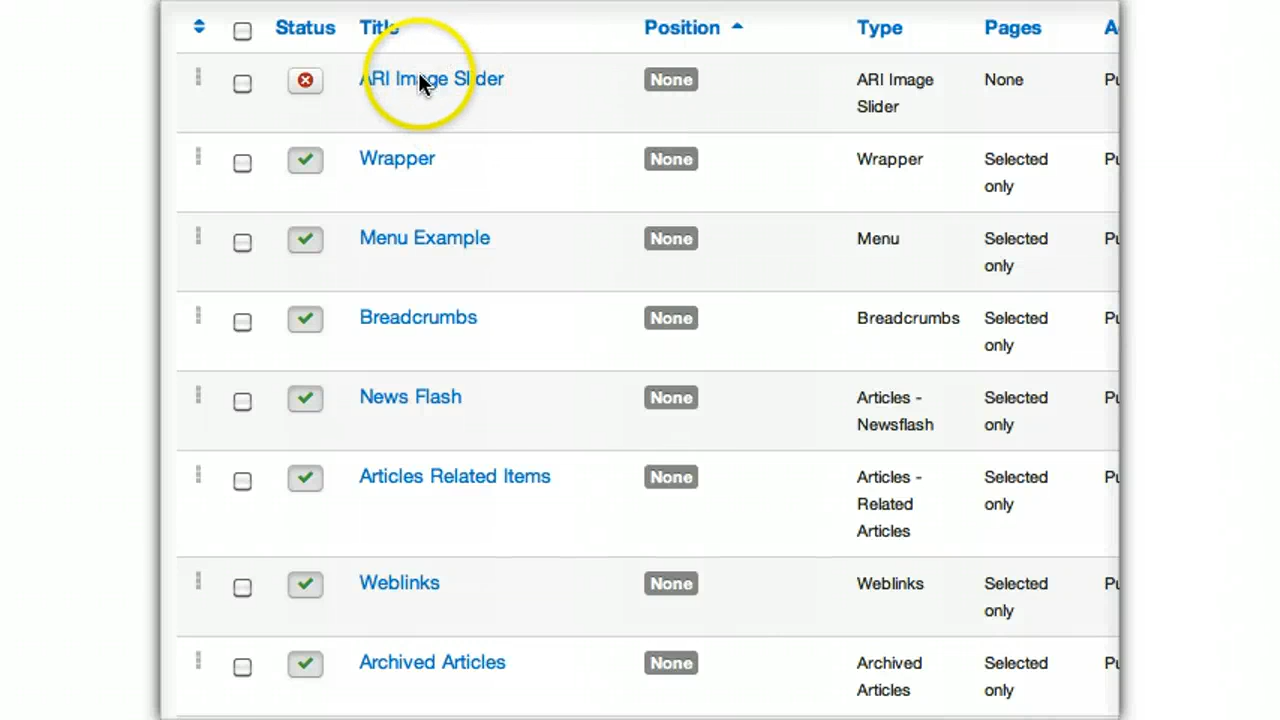 Status Title Position Type Pages
ARI Image Slider None ARI Image None
Slider
Wrapper None Wrapper Selected
only
Menu Example None Menu Selected
only
Breadcrumbs None Breadcrumbs Selected
only
News Flash None Articles - Selected
Newsflash only
Articles Related Items None Articles - Selected
Related only
Articles
Weblinks None Weblinks Selected
only
Archived Articles None Archived Selected
Articles only